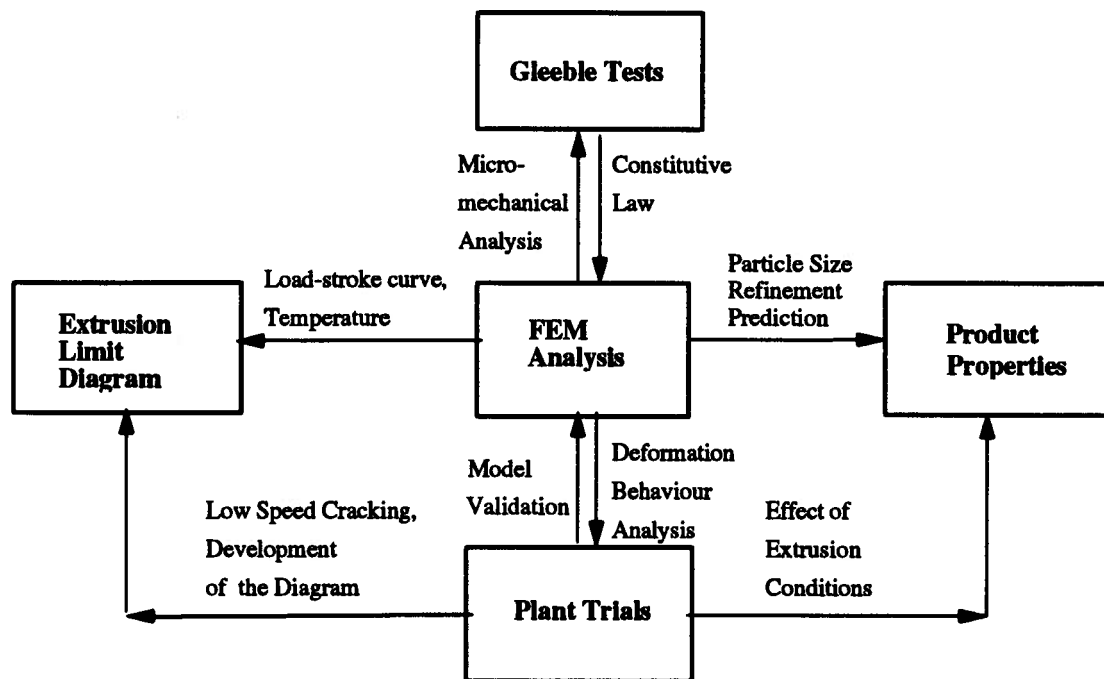 Gleeble Tests
Micro-
mechanical
Analysis
Constitutive
Law
Load-stroke curve,
Temperature
Particle Size
Refinement
Prediction
Extrusion
Limit
Diagram
FEM
Analysis
Product
Properties
Model
Validation
Deformation
Behaviour
Analysis
Low Speed Cracking,
Development
of the Diagram
Effect of
Extrusion
Conditions
Plant Trials